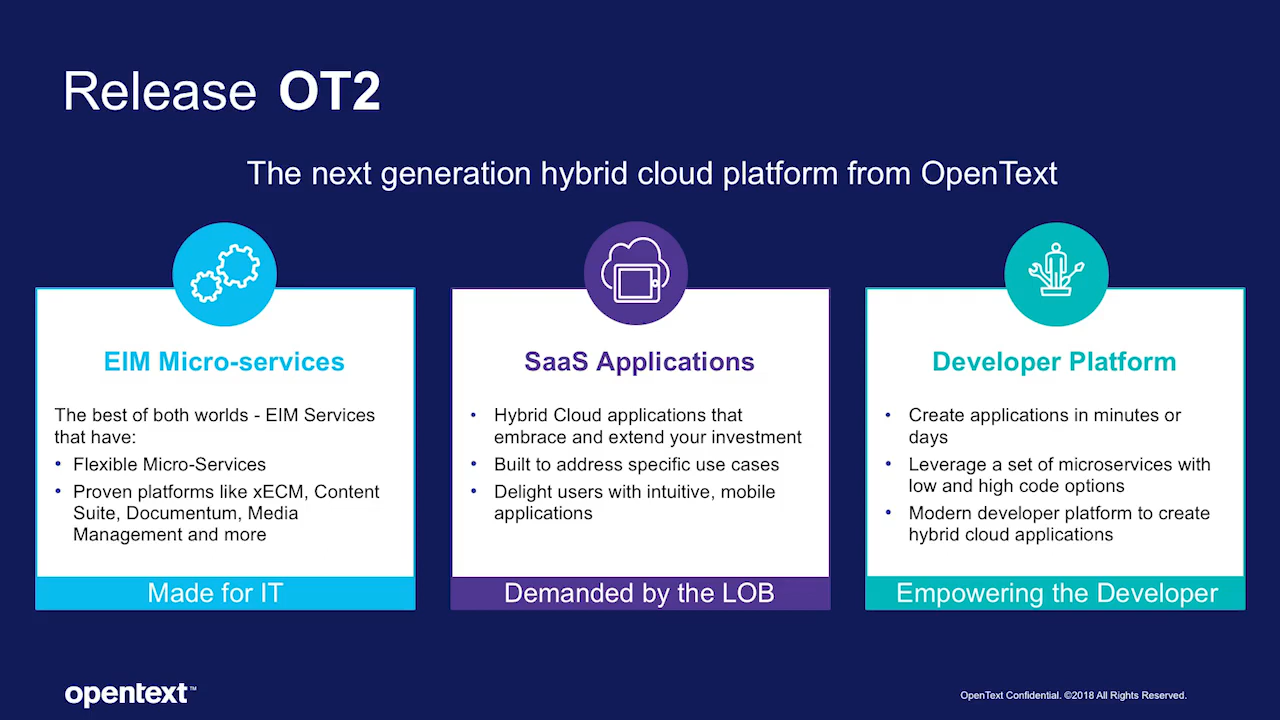 Release OT2
The next generation hybrid cloud platform from OpenText
EIM Micro-services
The best of both worlds - EIM Services
that have:
• Flexible Micro-Services
• Proven platforms like xECM, Content
Suite, Documentum, Media
Management and more
Made for IT
SaaS Applications
• Hybrid Cloud applications that
embrace and extend your investment
• Built to address specific use cases
• Delight users with intuitive, mobile
applications
Demanded by the LOB
Developer Platform
• Create applications in minutes or
days
• Leverage a set of microservices with
low and high code options
• Modern developer platform to create
hybrid cloud applications
Empowering the Developer
opentext™
OpenText Confidential. ©2018 All Rights Reserved.